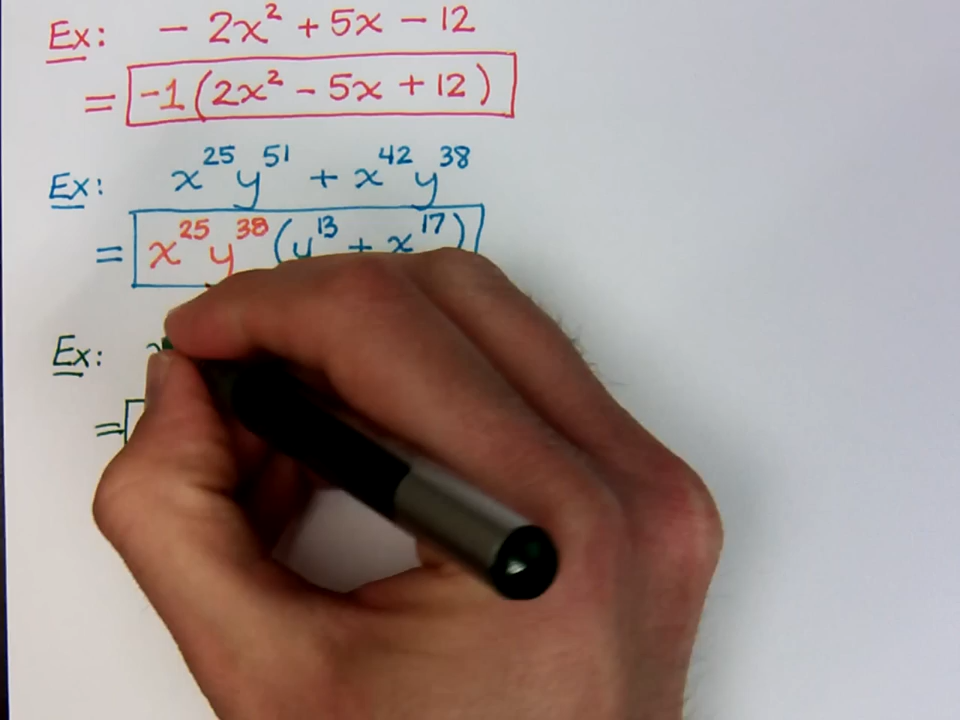 Ex: - 2x² + 5x - 12
= -1(2x² - 5x + 12)
Ex: x²⁵y⁵¹ + x⁴²y³⁸
= x²⁵y³⁸(y¹³ + x¹⁷)
Ex:
=